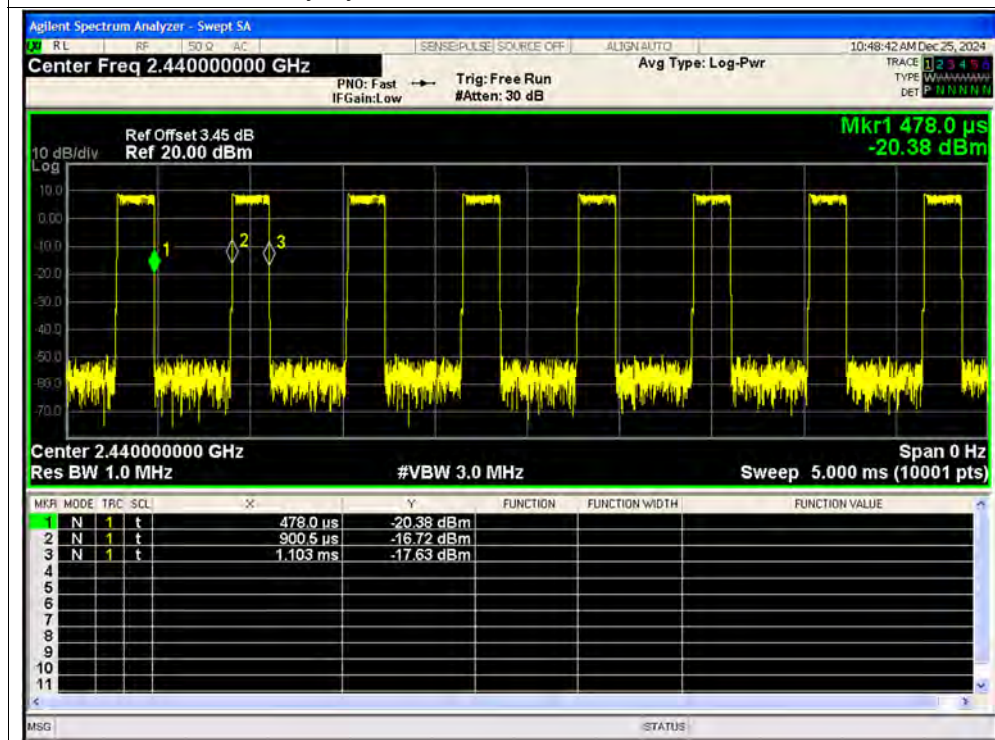 Agilent Spectrum Analyzer - Swept SA
RL RF 50 Ω AC SENSE:PULSE SOURCE OFF ALIGN AUTO 10:48:42 AM Dec 25, 2024
Center Freq 2.440000000 GHz Avg Type: Log-Pwr TRACE 1 2 3 4 5 6
PNO: Fast Trig: Free Run TYPE
IFGain:Low #Atten: 30 dB DET P N N N N N
Mkr1 478.0 µs
-20.38 dBm
Ref Offset 3.45 dB
10 dB/div Ref 20.00 dBm
Log
10.0
0.00
-10.0
-20.0
-30.0
-40.0
-50.0
-60.0
-70.0
1
2
3
Center 2.440000000 GHz Span 0 Hz
Res BW 1.0 MHz #VBW 3.0 MHz Sweep 5.000 ms (10001 pts)
MKR MODE TRC SCL X Y FUNCTION FUNCTION WIDTH FUNCTION VALUE
1 N 1 t 478.0 µs -20.38 dBm
2 N 1 t 900.5 µs -16.72 dBm
3 N 1 t 1.103 ms -17.63 dBm
4
5
6
7
8
9
10
11
MSG STATUS